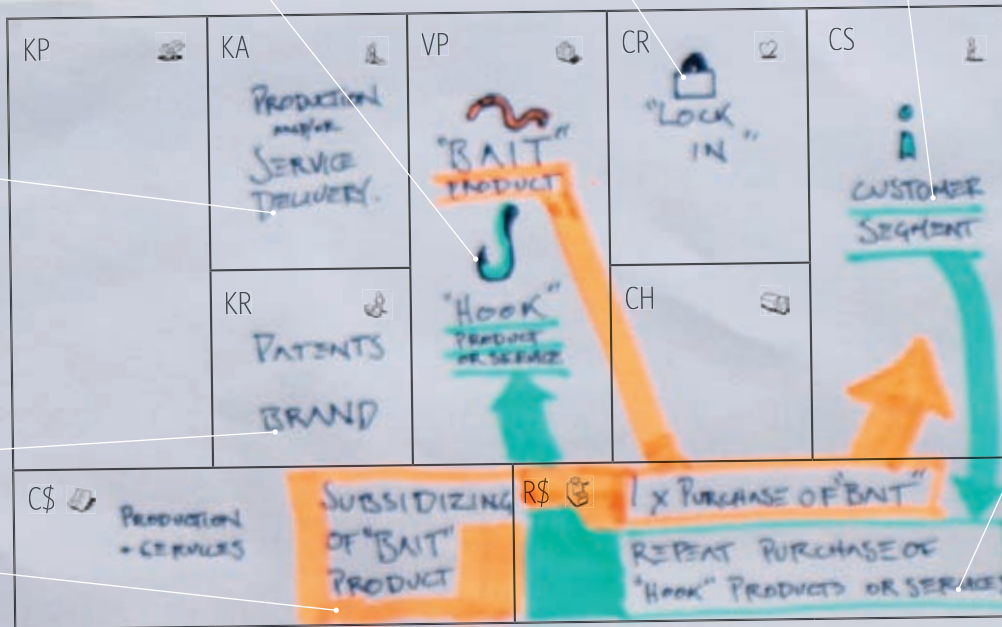 KP
KA
PRODUCTION
and/or
SERVICE
DELIVERY.
VP
"BAIT"
PRODUCT
"HOOK"
PRODUCT
OR SERVICE
CR
"LOCK
IN"
CS
CUSTOMER
SEGMENT
KR
PATENTS
BRAND
CH
C$
PRODUCTION
+ SERVICES
SUBSIDIZING
OF "BAIT"
PRODUCT
R$
1 x PURCHASE OF "BAIT"
REPEAT PURCHASE OF
"HOOK" PRODUCTS OR SERVICES